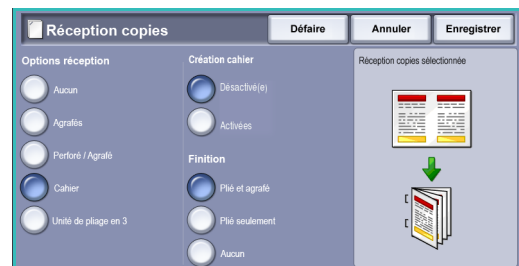 Réception copies
Défaire
Annuler
Enregistrer
Options réception
Aucun
Agrafés
Perforé / Agrafé
Cahier
Unité de pliage en 3
Création cahier
Désactivé(e)
Activées
Finition
Plié et agrafé
Plié seulement
Aucun
Réception copies sélectionnée